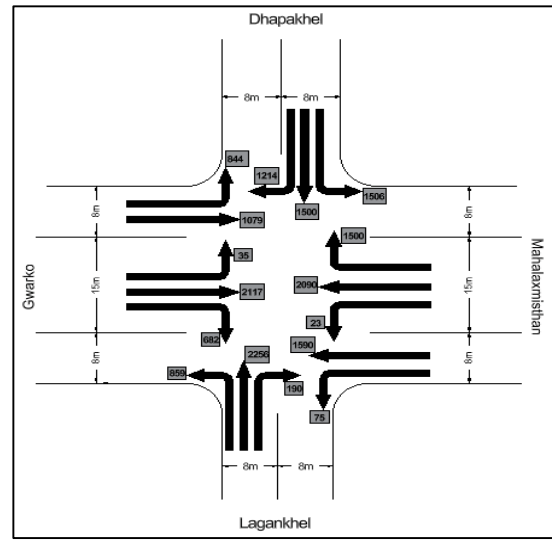 Dhapakhel
8m 8m
844
1214
1506
1500
1079
8m
8m
35
1500
Gwarko
15m
2117
2090
15m
Mahalaxmisthan
682
23
2256
1590
8m
8m
859
190
75
8m 8m
Lagankhel